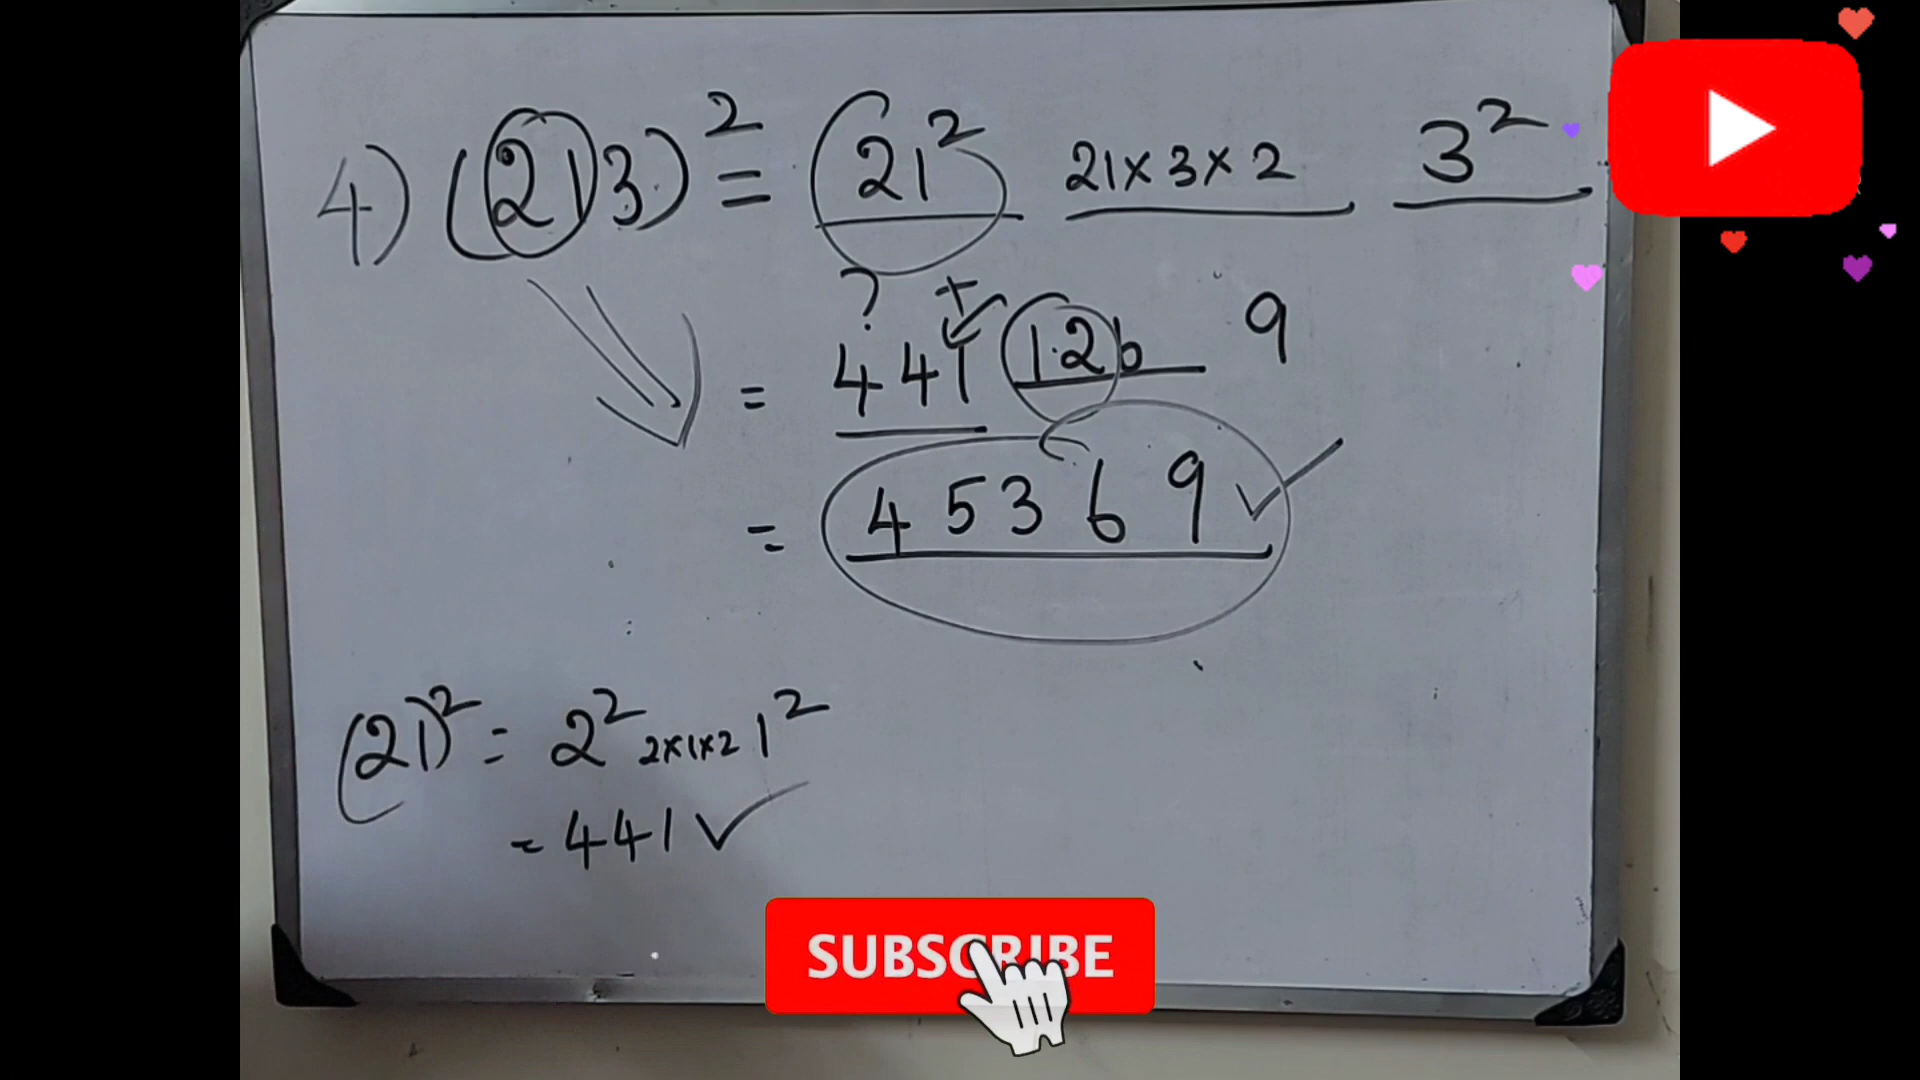 4) (213)² = 21² 21×3×2 3²
? +
= 441 126 9
= 45369 ✓
(21)² = 2² 2×1×2 1²
= 441 ✓
SUBSCRIBE